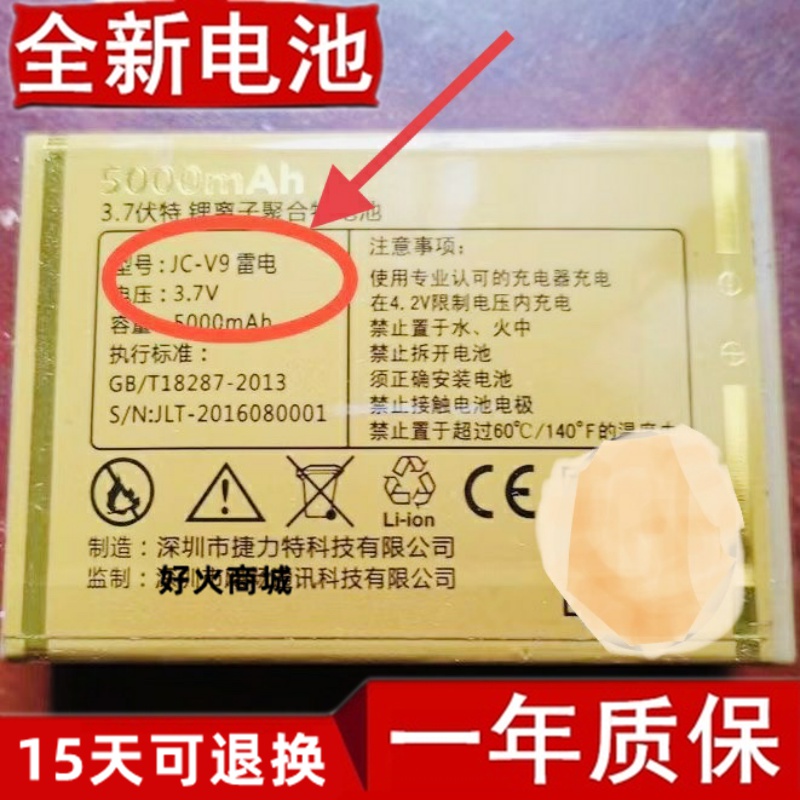 全新电池
5000mAh
3.7伏特 锂离子聚合物电池
型号：JC-V9 雷电
电压：3.7V
容量 5000mAh
执行标准：
GB/T18287-2013
S/N:JLT-2016080001
注意事项：
使用专业认可的充电器充电
在4.2V限制电压内充电
禁止置于水、火中
禁止拆开电池
须正确安装电池
禁止接触电池电极
禁止置于超过60℃/140°F的温度
Li-ion
CE
制造：深圳市捷力特科技有限公司
监制：深圳市 通讯科技有限公司
好火商城
15天可退换
一年质保